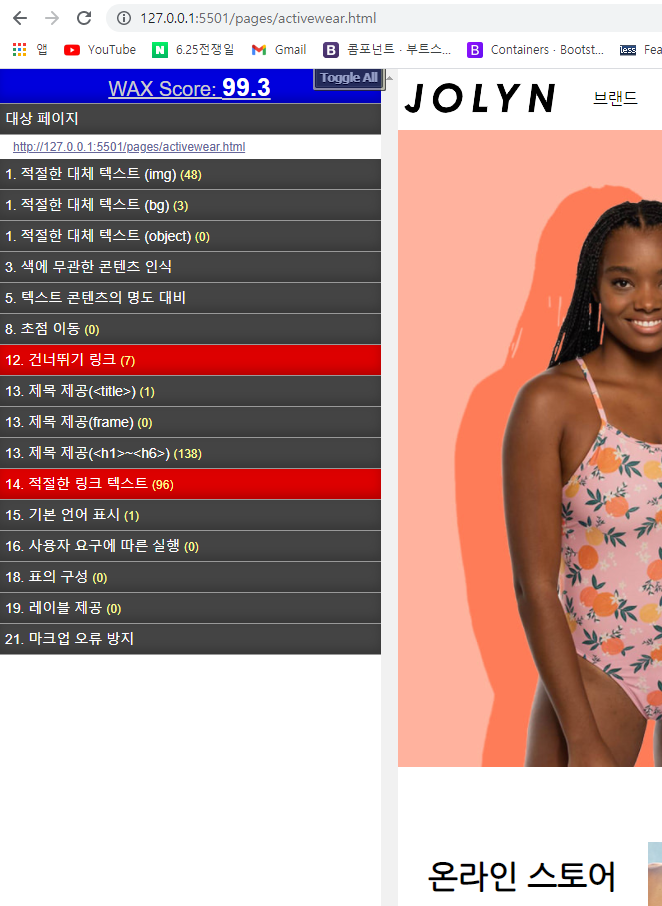 127.0.0.1:5501/pages/activewear.html
앱 YouTube 6.25전쟁일 Gmail 콤포넌트 · 부트스... Containers · Bootst... less Fea
WAX Score: 99.3 Toggle All
대상 페이지
http://127.0.0.1:5501/pages/activewear.html
1. 적절한 대체 텍스트 (img) (48)
1. 적절한 대체 텍스트 (bg) (3)
1. 적절한 대체 텍스트 (object) (0)
3. 색에 무관한 콘텐츠 인식
5. 텍스트 콘텐츠의 명도 대비
8. 초점 이동 (0)
12. 건너뛰기 링크 (7)
13. 제목 제공(<title>) (1)
13. 제목 제공(frame) (0)
13. 제목 제공(<h1>~<h6>) (138)
14. 적절한 링크 텍스트 (96)
15. 기본 언어 표시 (1)
16. 사용자 요구에 따른 실행 (0)
18. 표의 구성 (0)
19. 레이블 제공 (0)
21. 마크업 오류 방지
JOLYN 브랜드
온라인 스토어